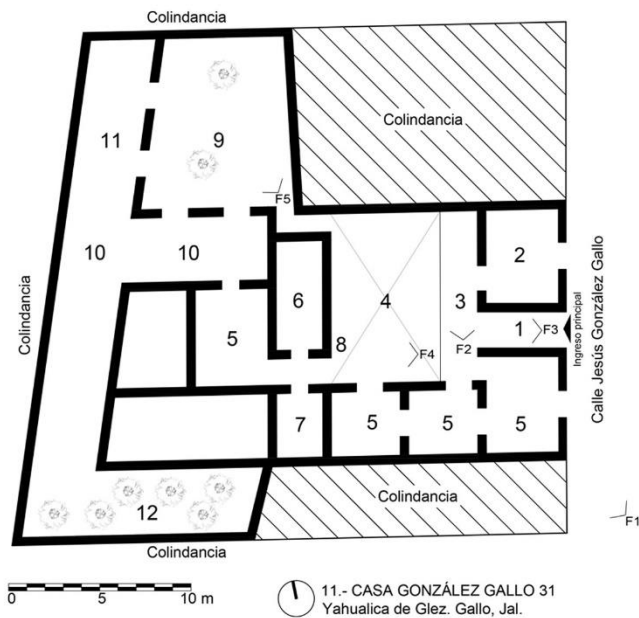 Colindancia
11
9
Colindancia
F5
10
10
Colindancia
2
6
4
3
5
8
1
F3
Ingreso principal
Calle Jesús González Gallo
F4
F2
7
5
5
5
Colindancia
12
F1
Colindancia
0
5
10 m
11.- CASA GONZÁLEZ GALLO 31
Yahualica de Glez. Gallo, Jal.